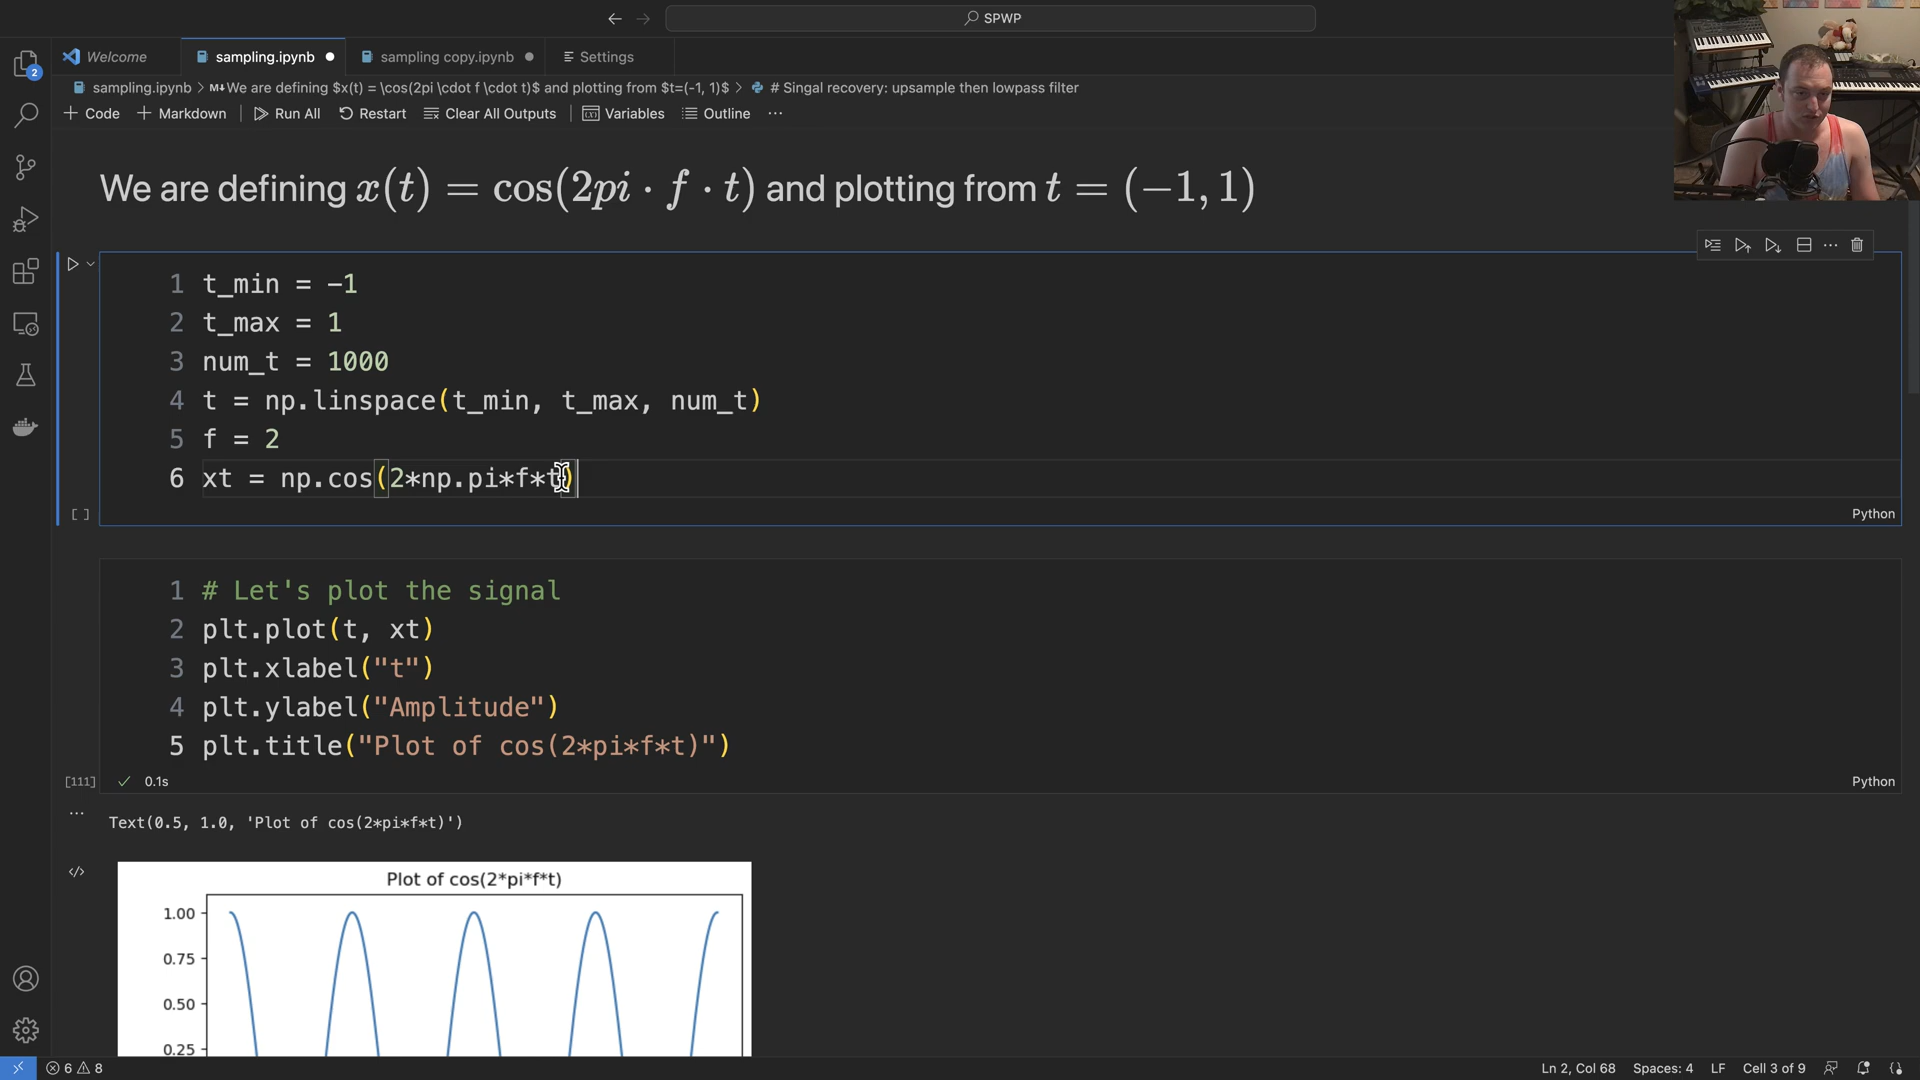 SPWP
Welcome
sampling.ipynb
sampling copy.ipynb
Settings
sampling.ipynb > M↓We are defining $x(t) = \cos(2pi \cdot f \cdot t)$ and plotting from $t=(-1, 1)$ > # Singal recovery: upsample then lowpass filter
+ Code + Markdown Run All Restart Clear All Outputs Variables Outline ...
We are defining x(t) = cos(2pi · f · t) and plotting from t = (−1, 1)
1 t_min = -1
2 t_max = 1
3 num_t = 1000
4 t = np.linspace(t_min, t_max, num_t)
5 f = 2
6 xt = np.cos(2*np.pi*f*t)
[ ]
Python
1 # Let's plot the signal
2 plt.plot(t, xt)
3 plt.xlabel("t")
4 plt.ylabel("Amplitude")
5 plt.title("Plot of cos(2*pi*f*t)")
[111] ✓ 0.1s
Python
... Text(0.5, 1.0, 'Plot of cos(2*pi*f*t)')
Plot of cos(2*pi*f*t)
1.00
0.75
0.50
0.25
2
6 8
Ln 2, Col 68 Spaces: 4 LF Cell 3 of 9